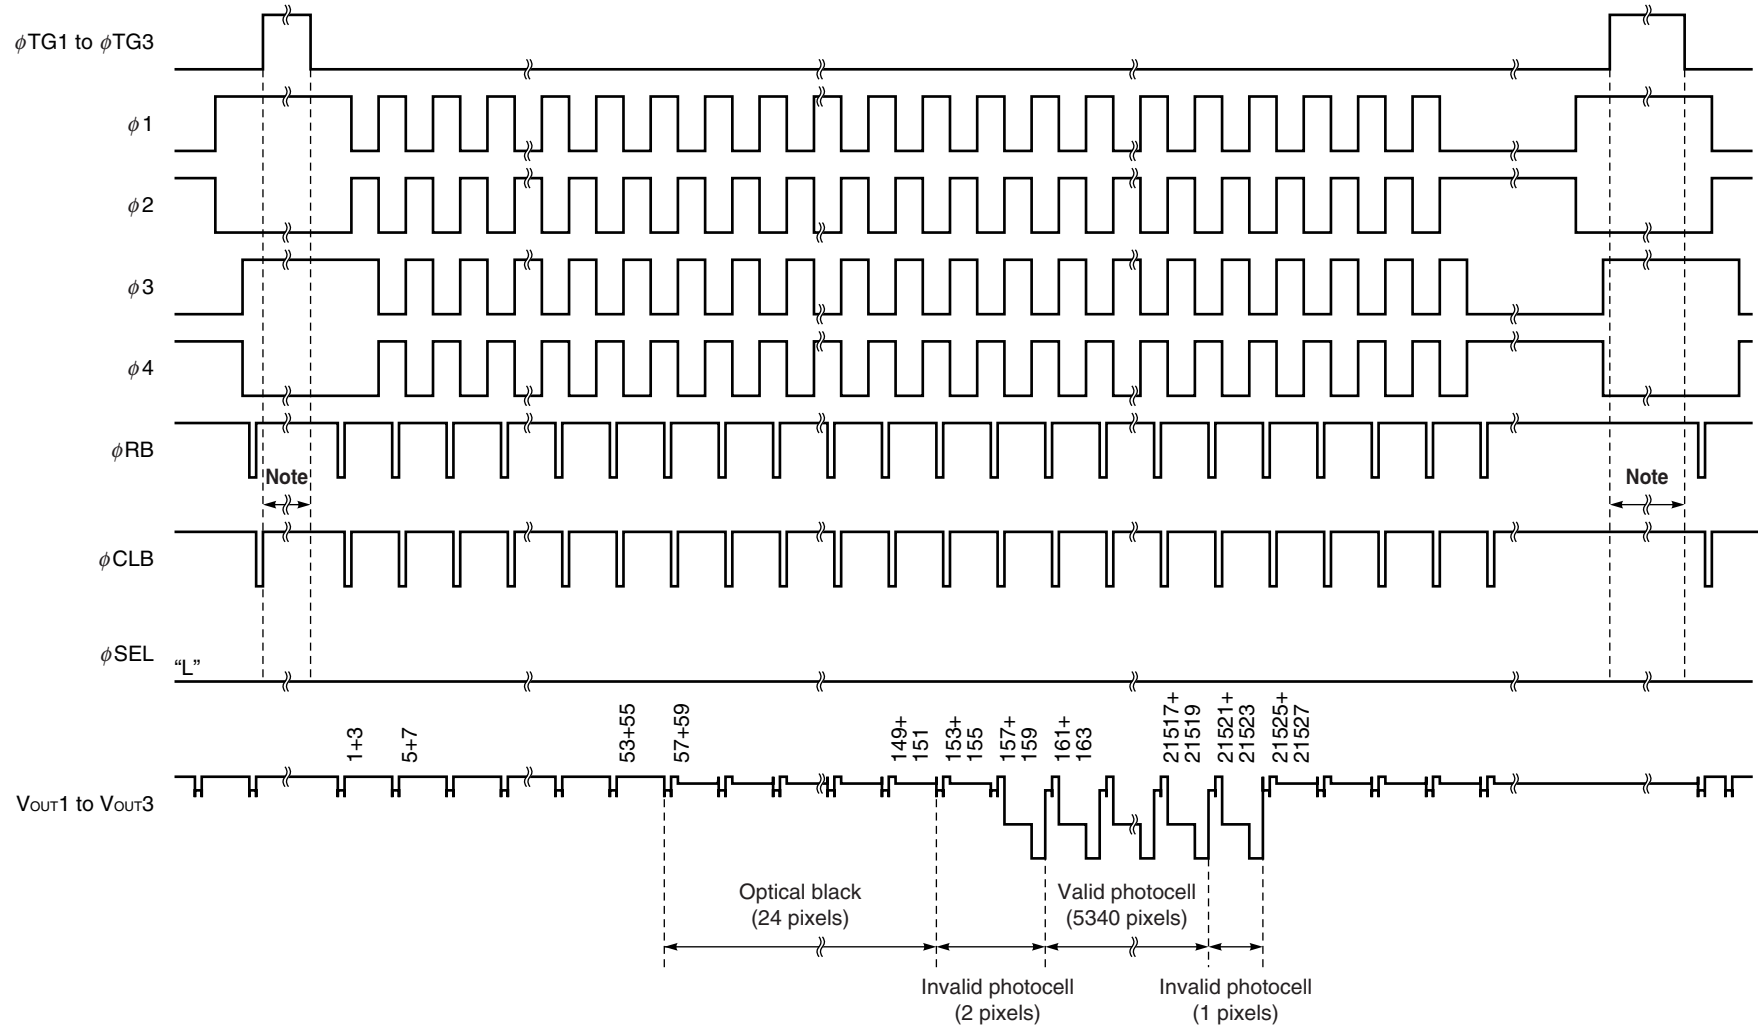 ϕTG1 to ϕTG3
ϕ1
ϕ2
ϕ3
ϕ4
ϕRB
Note
Note
ϕCLB
ϕSEL
“L”
1+3
5+7
53+55
57+59
149+
151
153+
155
157+
159
161+
163
21517+
21519
21521+
21523
21525+
21527
VOUT1 to VOUT3
Optical black
(24 pixels)
Valid photocell
(5340 pixels)
Invalid photocell
(2 pixels)
Invalid photocell
(1 pixels)